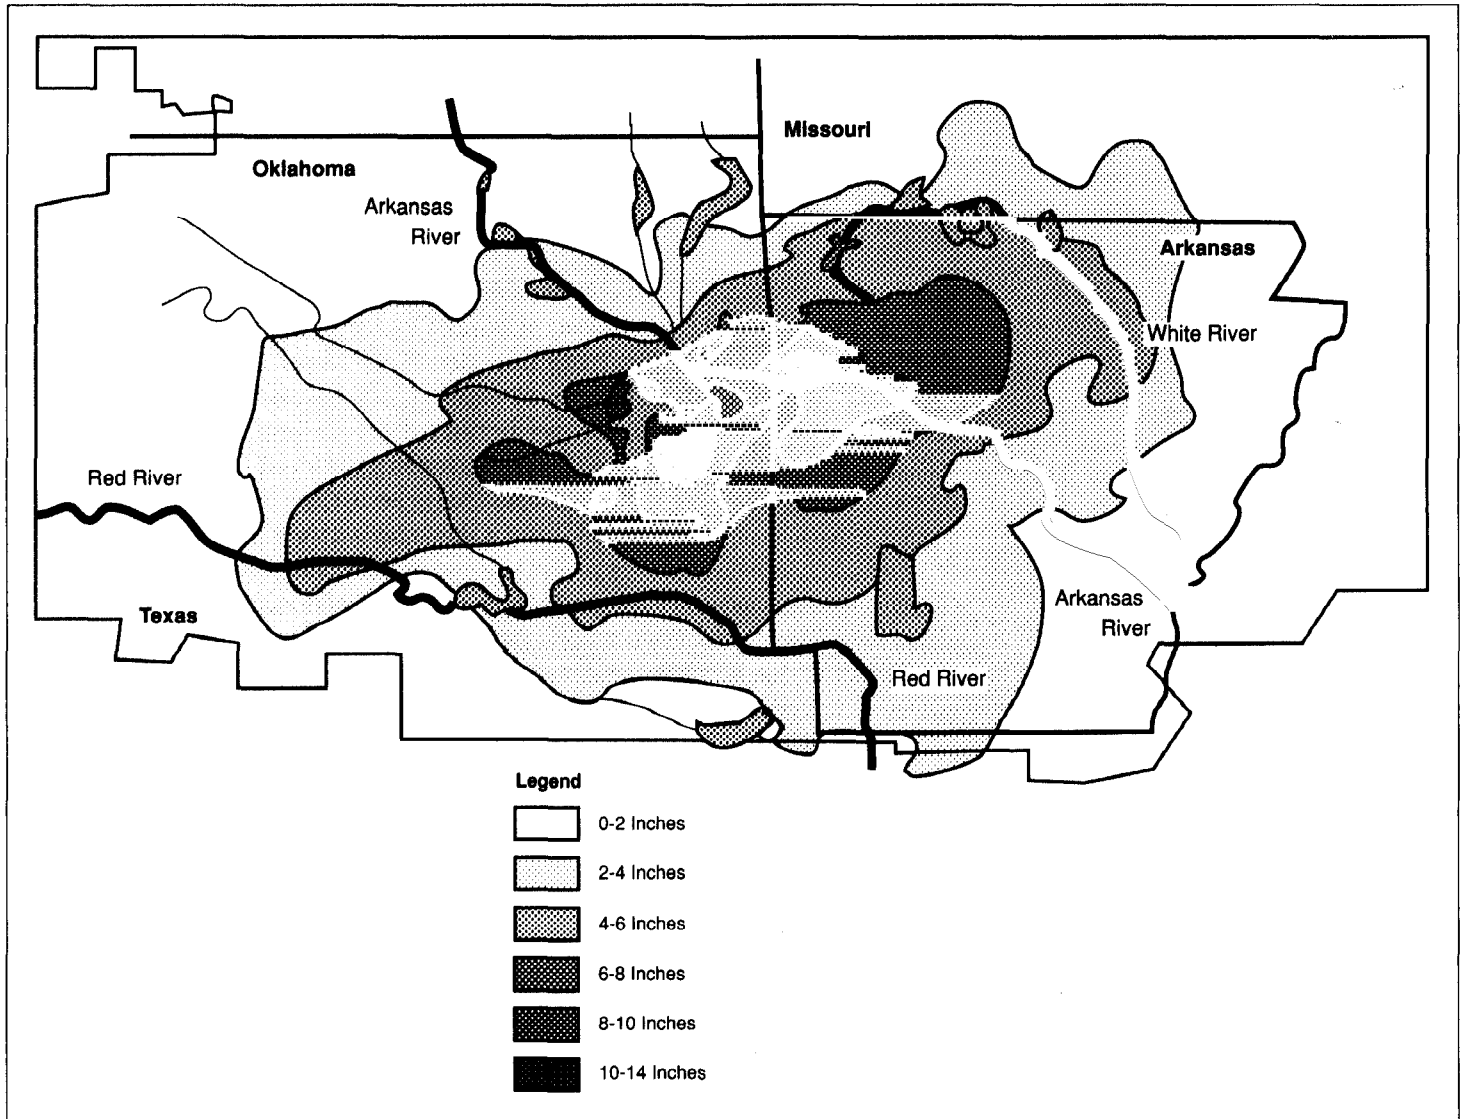 Missouri
Oklahoma
Arkansas
River
Arkansas
White River
Red River
Texas
Arkansas
River
Red River
Legend
0-2 Inches
2-4 Inches
4-6 Inches
6-8 Inches
8-10 Inches
10-14 Inches